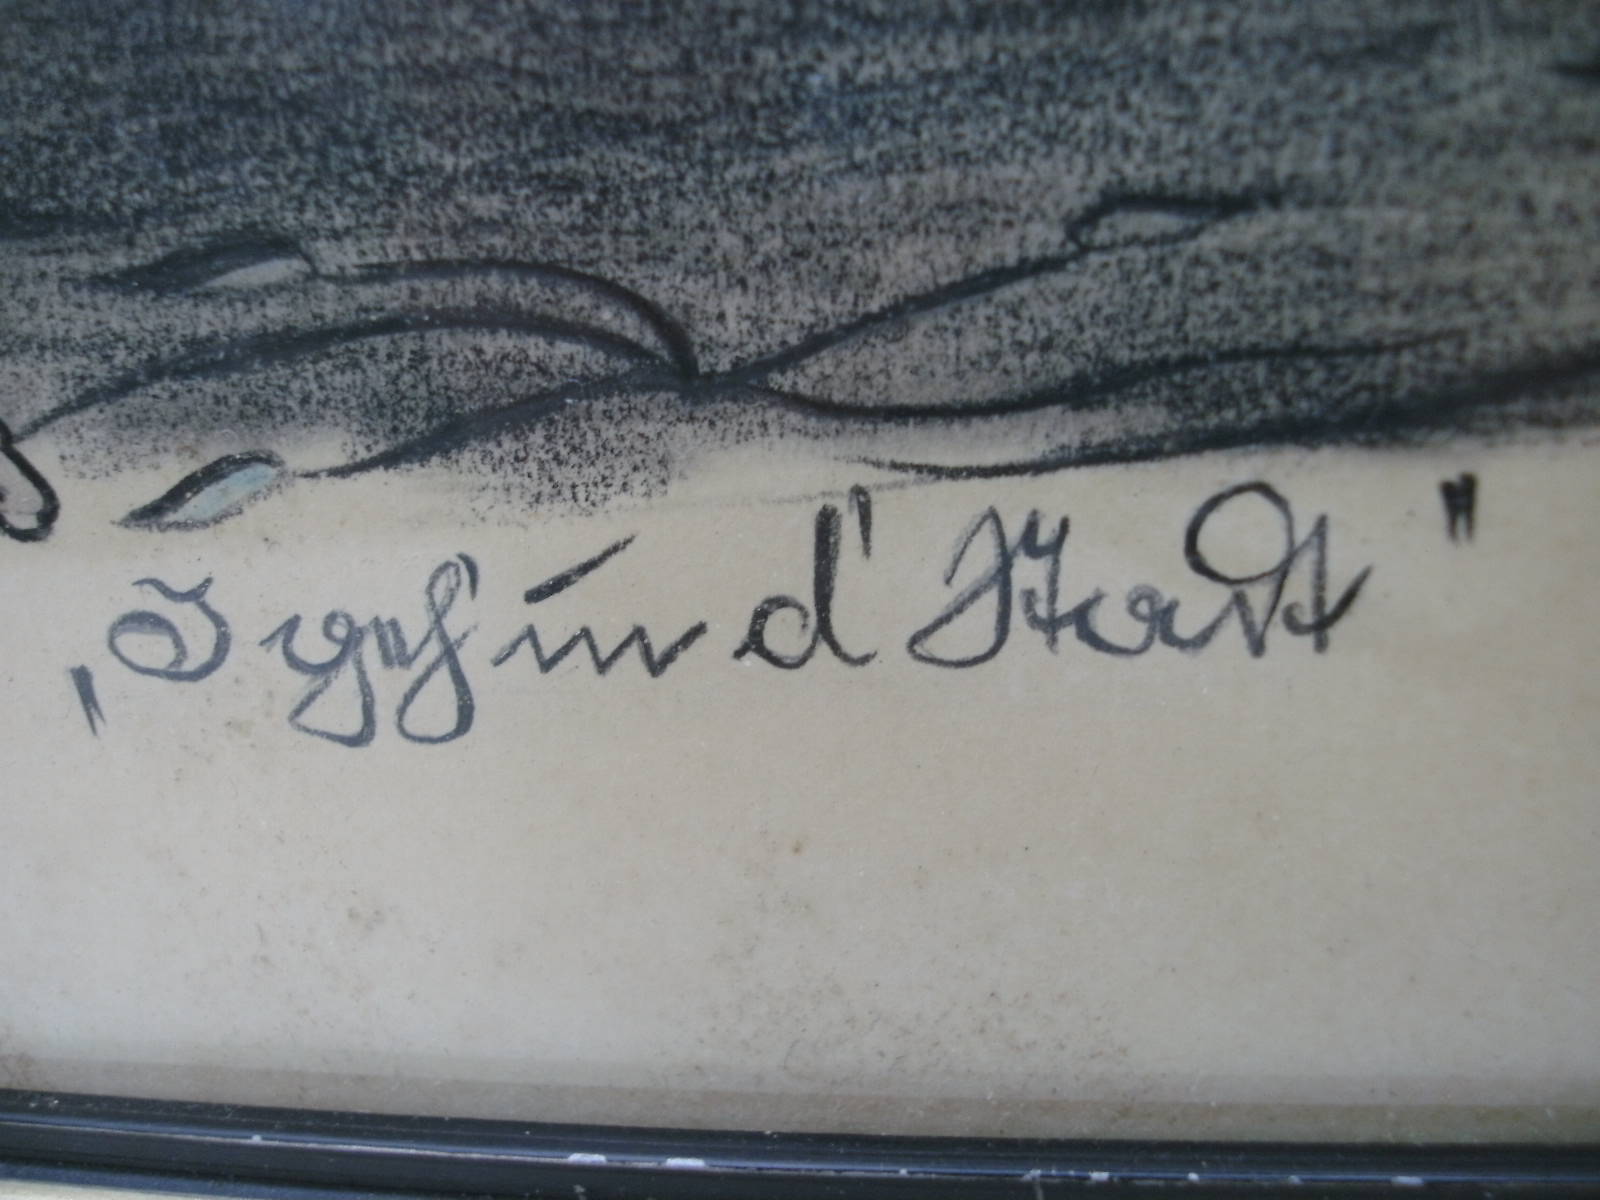 „I geh in d' Stadt"